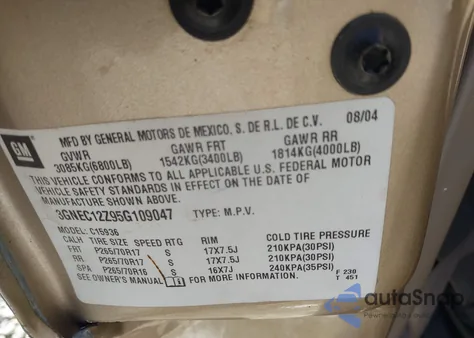 GM
MFD BY GENERAL MOTORS DE MEXICO, S. DE R.L. DE C.V. 08/04
GVWR GAWR FRT GAWR RR
3085KG(6800LB) 1542KG(3400LB) 1814KG(4000LB)
THIS VEHICLE CONFORMS TO ALL APPLICABLE U.S. FEDERAL MOTOR
VEHICLE SAFETY STANDARDS IN EFFECT ON THE DATE OF
MANUFACTURE SHOWN ABOVE.
3GNEC12Z95G109047 TYPE: M.P.V.
MODEL: C15936
CALH TIRE SIZE SPEED RTG RIM COLD TIRE PRESSURE
FRT P265/70R17 S 17X7.5J 210KPA(30PSI)
RR P265/70R17 S 17X7.5J 210KPA(30PSI)
SPA P265/70R16 S 16X7J 240KPA(35PSI)
SEE OWNER'S MANUAL FOR MORE INFORMATION.
F 230
T 451
autaSnap